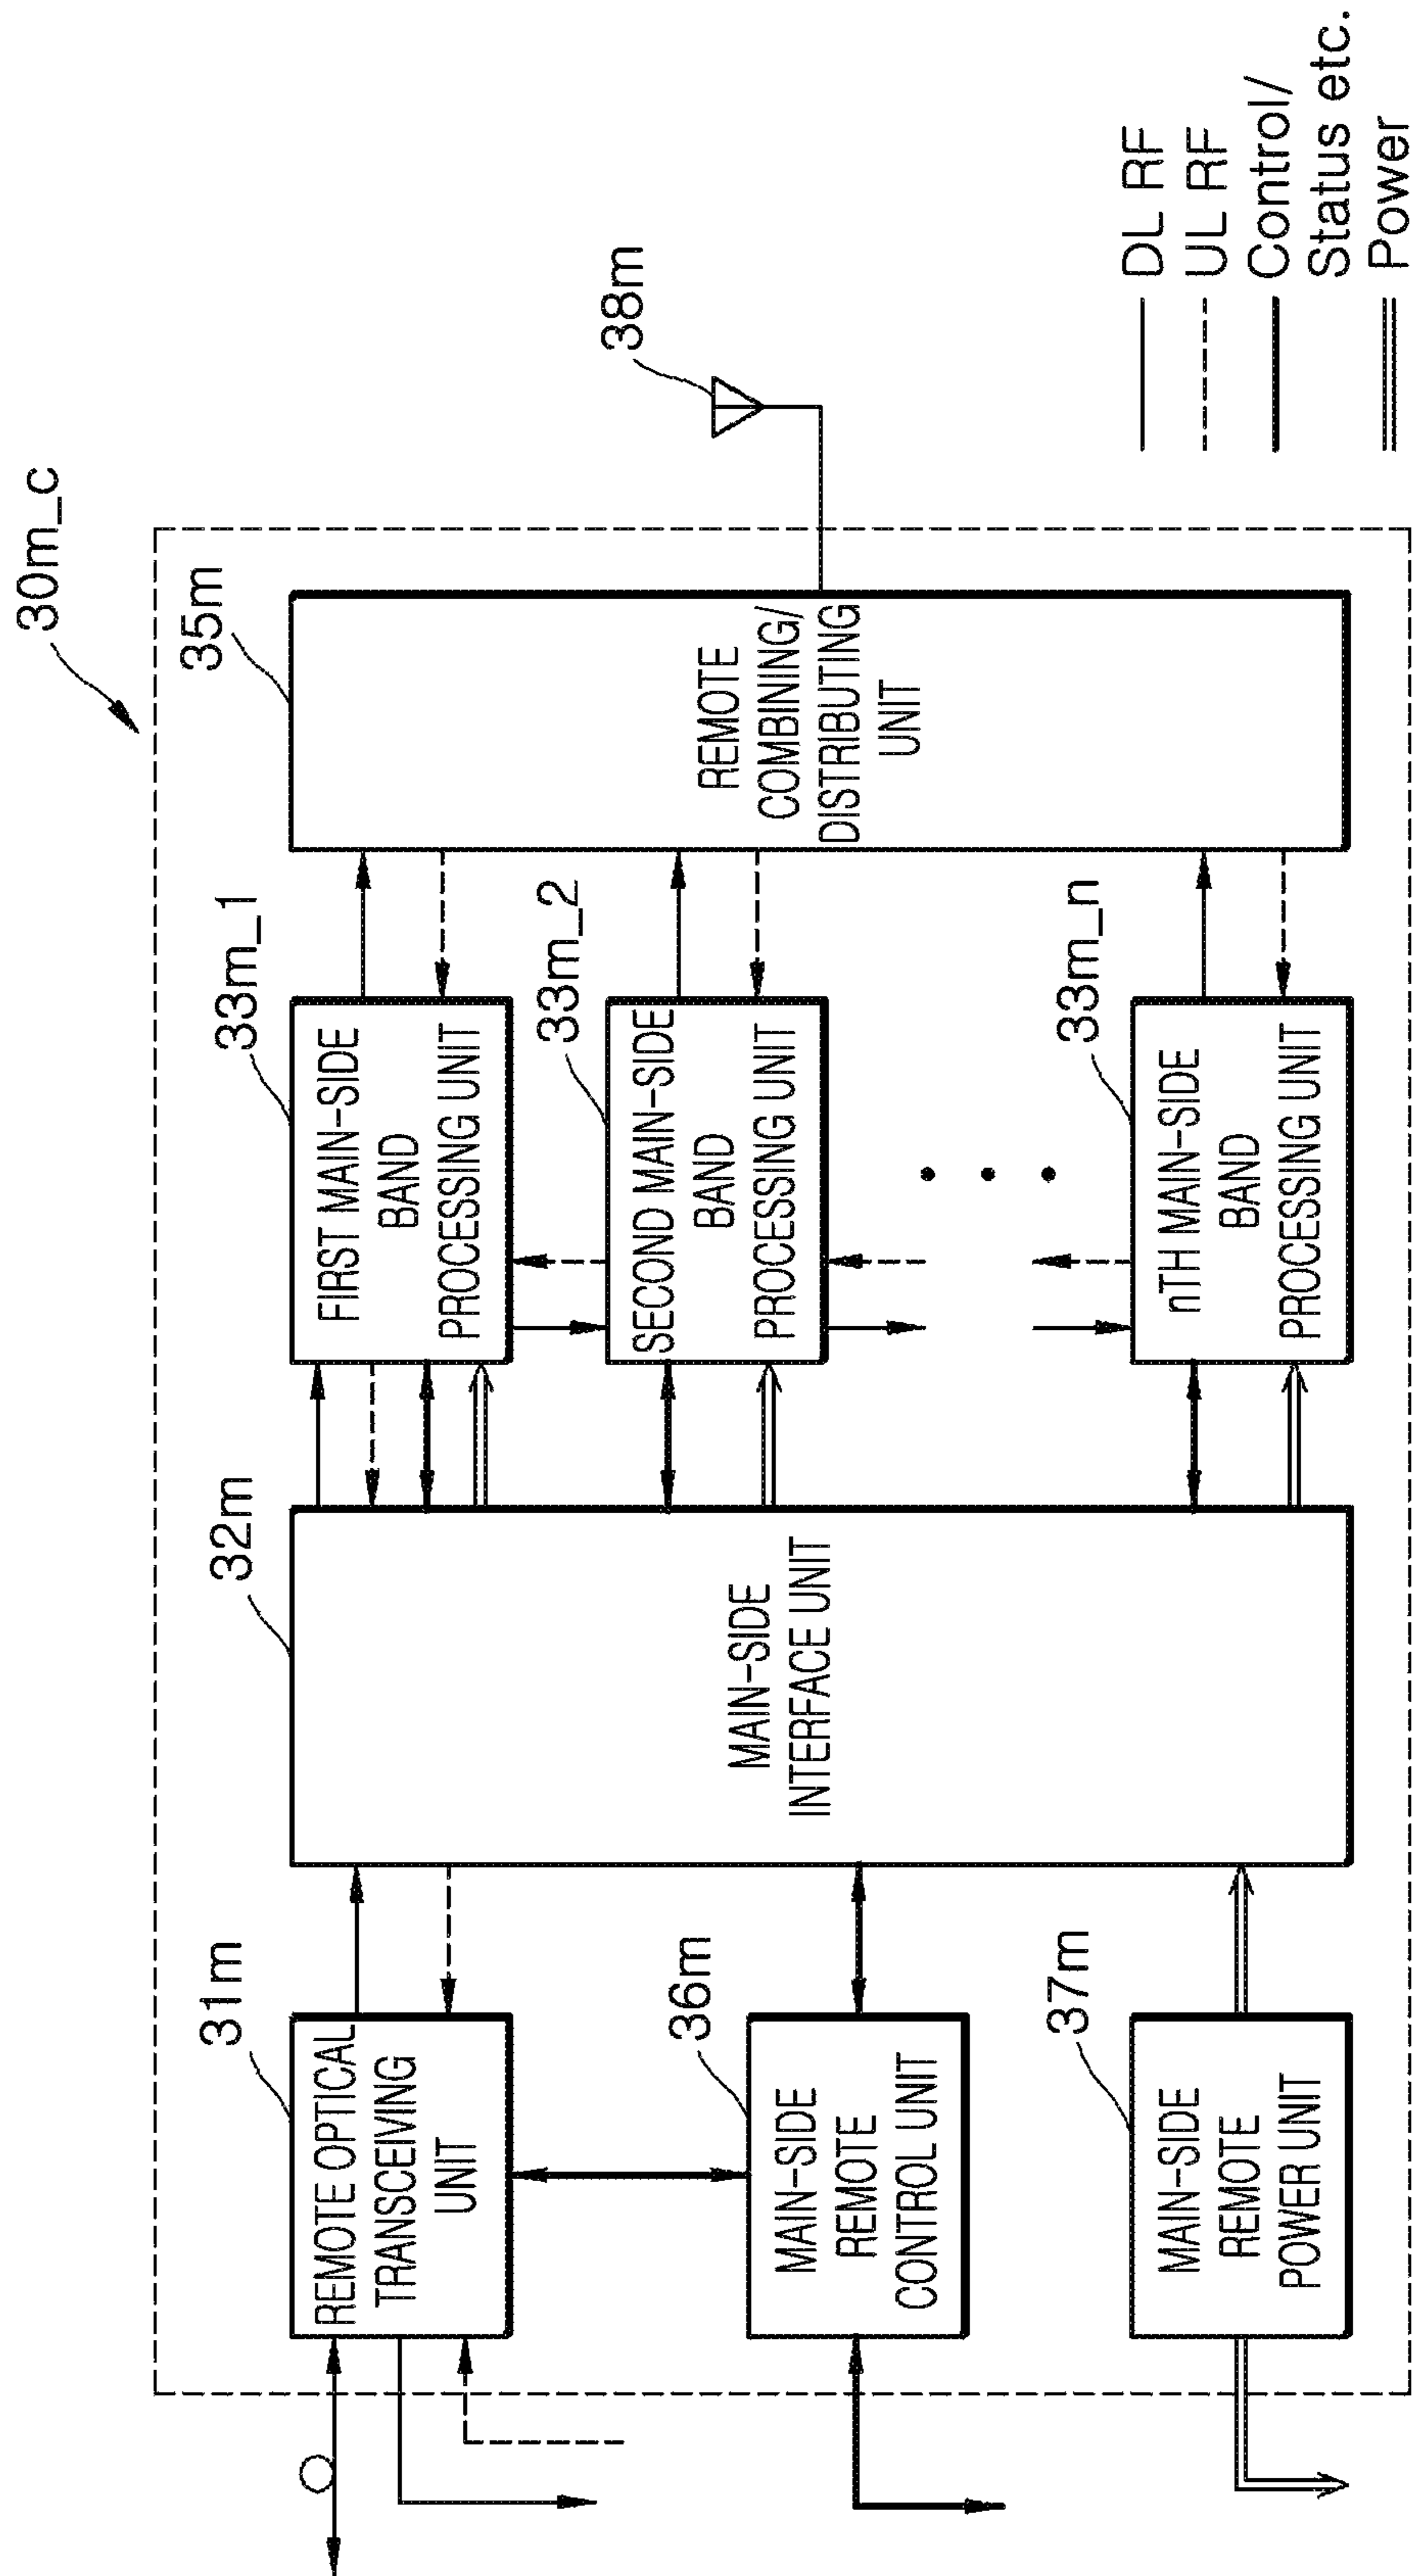 30m_c
31m
REMOTE OPTICAL
TRANSCEIVING
UNIT
32m
MAIN-SIDE
INTERFACE UNIT
33m_1
FIRST MAIN-SIDE
BAND
PROCESSING UNIT
35m
REMOTE
COMBINING/
DISTRIBUTING
UNIT
38m
33m_2
SECOND MAIN-SIDE
BAND
PROCESSING UNIT
36m
MAIN-SIDE
REMOTE
CONTROL UNIT
33m_n
nTH MAIN-SIDE
BAND
PROCESSING UNIT
37m
MAIN-SIDE
REMOTE
POWER UNIT
DL RF
UL RF
Control/
Status etc.
Power